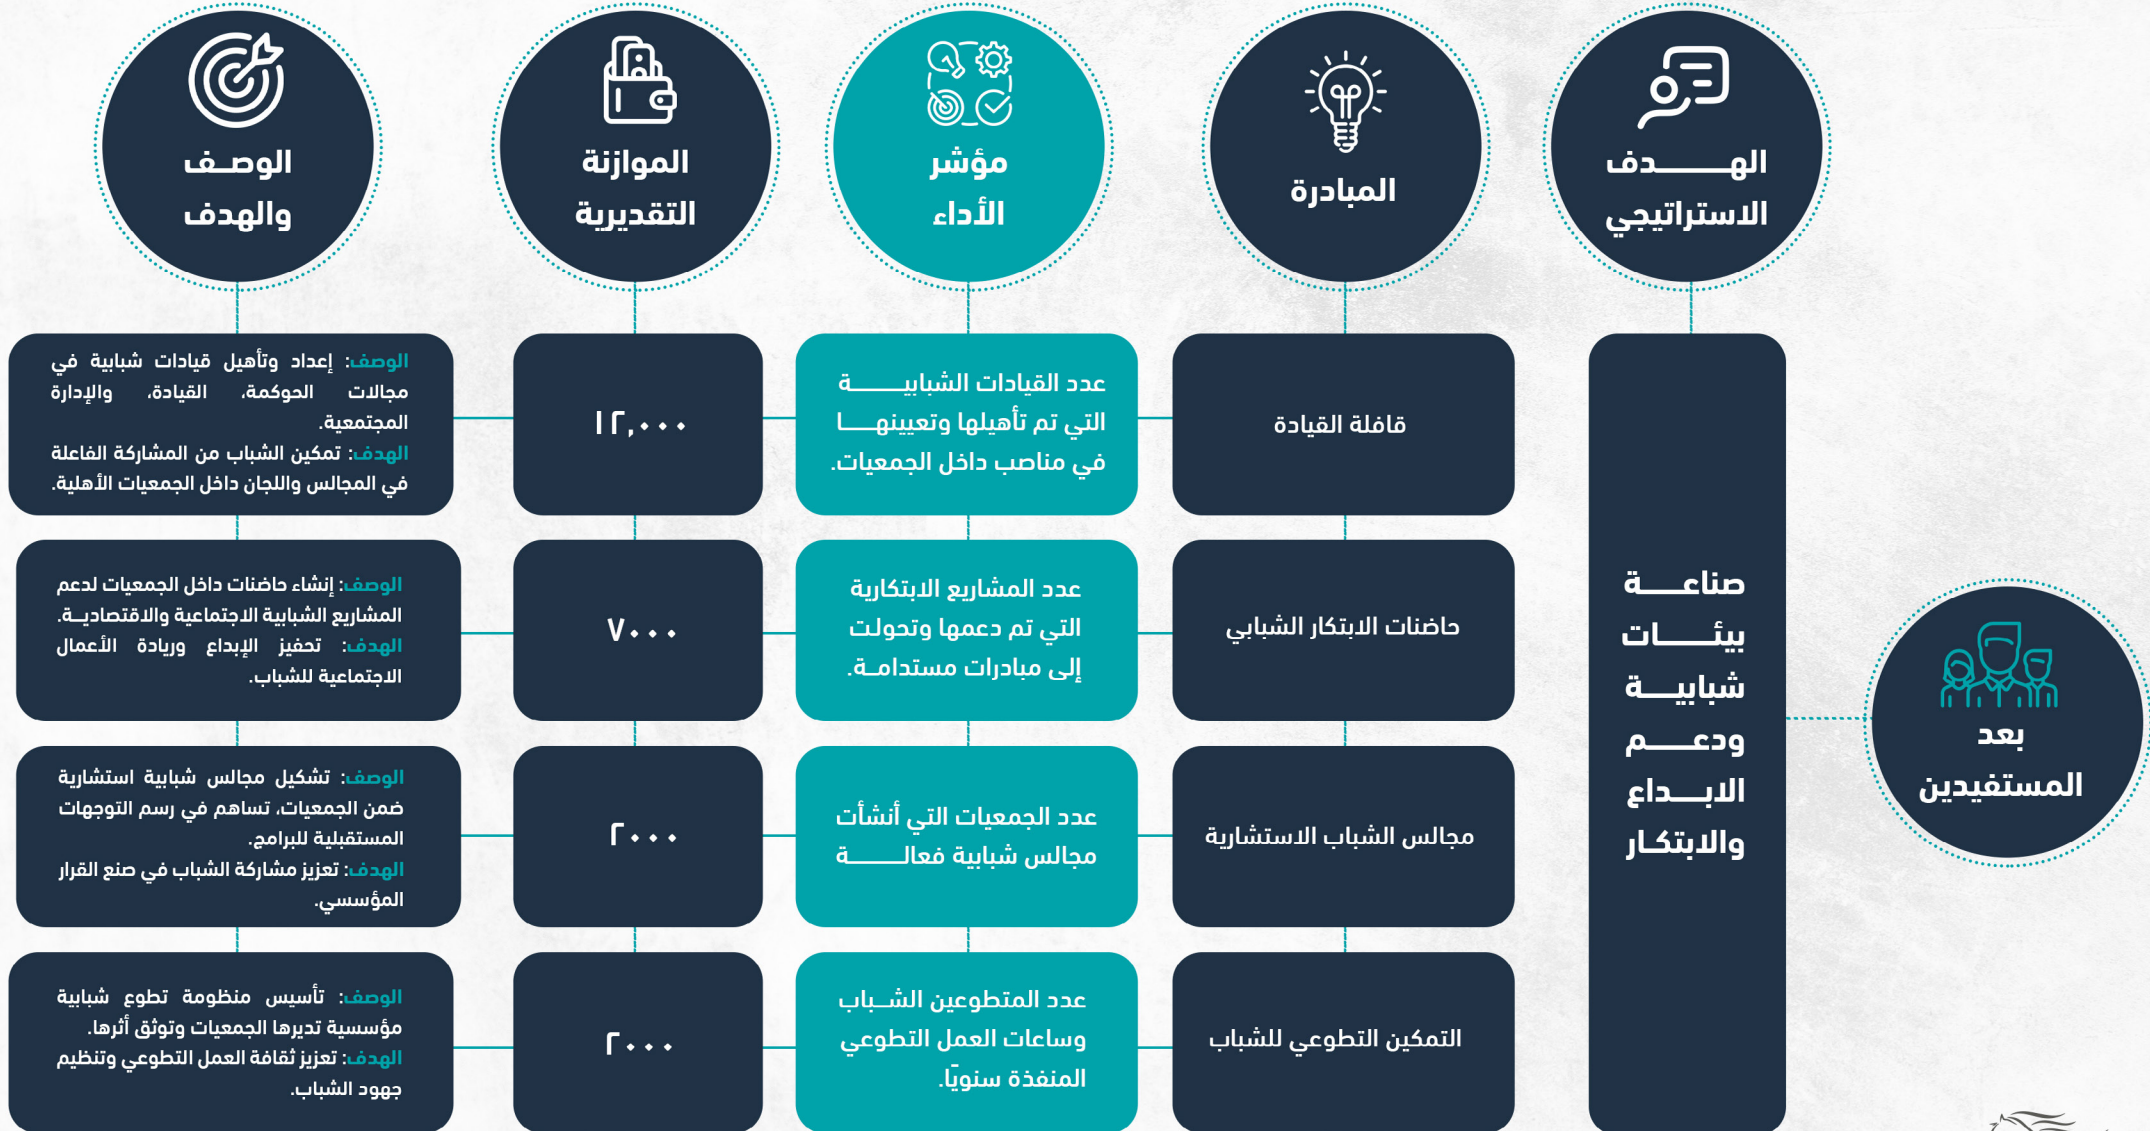 الهدف
الاستراتيجي
المبادرة
مؤشر
الأداء
الموازنة
التقديرية
الوصف
والهدف
بعد
المستفيدين
صناعة
بيئات
شبابية
ودعم
الابداع
والابتكار
قافلة القيادة
عدد القيادات الشبابية
التي تم تأهيلها وتعيينها
في مناصب داخل الجمعيات.
١٢,٠٠٠
الوصف: إعداد وتأهيل قيادات شبابية في
مجالات الحوكمة، القيادة، والإدارة
المجتمعية.
الهدف: تمكين الشباب من المشاركة الفاعلة
في المجالس واللجان داخل الجمعيات الأهلية.
حاضنات الابتكار الشبابي
عدد المشاريع الابتكارية
التي تم دعمها وتحولت
إلى مبادرات مستدامة.
٧٠٠٠
الوصف: إنشاء حاضنات داخل الجمعيات لدعم
المشاريع الشبابية الاجتماعية والاقتصادية.
الهدف: تحفيز الإبداع وريادة الأعمال
الاجتماعية للشباب.
مجالس الشباب الاستشارية
عدد الجمعيات التي أنشأت
مجالس شبابية فعالة
٢٠٠٠
الوصف: تشكيل مجالس شبابية استشارية
ضمن الجمعيات، تساهم في رسم التوجهات
المستقبلية للبرامج.
الهدف: تعزيز مشاركة الشباب في صنع القرار
المؤسسي.
التمكين التطوعي للشباب
عدد المتطوعين الشباب
وساعات العمل التطوعي
المنفذة سنويًا.
٢٠٠٠
الوصف: تأسيس منظومة تطوع شبابية
مؤسسية تديرها الجمعيات وتوثق أثرها.
الهدف: تعزيز ثقافة العمل التطوعي وتنظيم
جهود الشباب.